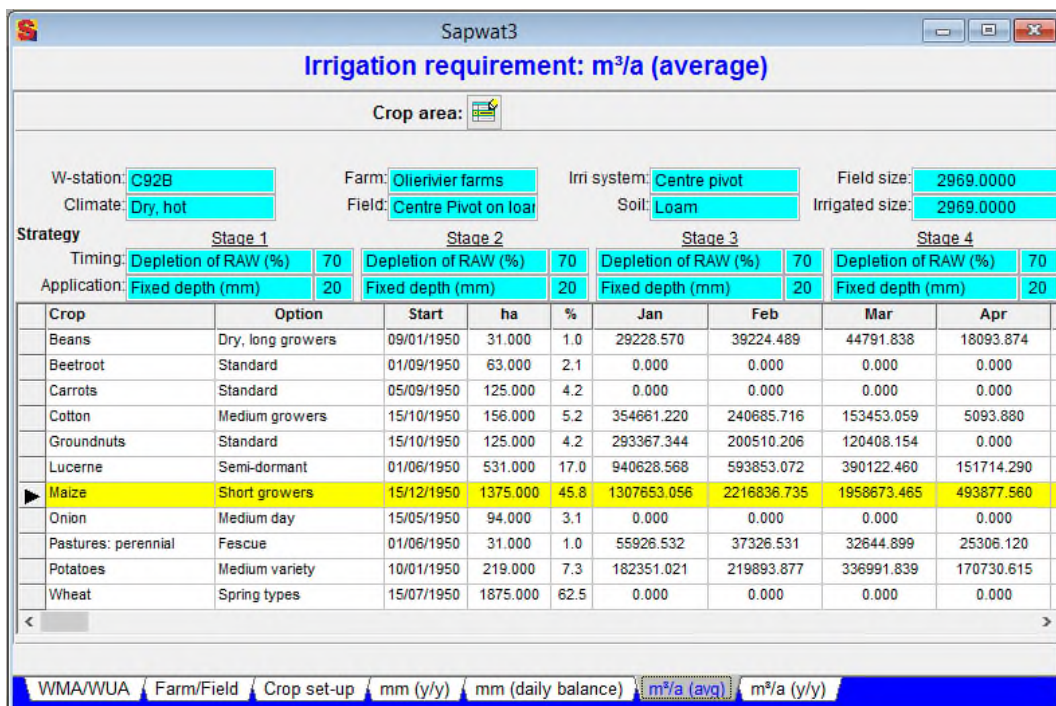 Sapwat3
Irrigation requirement: m³/a (average)
Crop area:
W-station: C92B Farm: Olierivier farms Irri system: Centre pivot Field size: 2969.0000
Climate: Dry, hot Field: Centre Pivot on loar Soil: Loam Irrigated size: 2969.0000
Strategy Stage 1 Stage 2 Stage 3 Stage 4
Timing: Depletion of RAW (%) 70 Depletion of RAW (%) 70 Depletion of RAW (%) 70 Depletion of RAW (%) 70
Application: Fixed depth (mm) 20 Fixed depth (mm) 20 Fixed depth (mm) 20 Fixed depth (mm) 20
Crop Option Start ha % Jan Feb Mar Apr
Beans Dry, long growers 09/01/1950 31.000 1.0 29228.570 39224.489 44791.838 18093.874
Beetroot Standard 01/09/1950 63.000 2.1 0.000 0.000 0.000 0.000
Carrots Standard 05/09/1950 125.000 4.2 0.000 0.000 0.000 0.000
Cotton Medium growers 15/10/1950 156.000 5.2 354661.220 240685.716 153453.059 5093.880
Groundnuts Standard 15/10/1950 125.000 4.2 293367.344 200510.206 120408.154 0.000
Lucerne Semi-dormant 01/06/1950 531.000 17.0 940628.568 593853.072 390122.460 151714.290
Maize Short growers 15/12/1950 1375.000 45.8 1307653.056 2216836.735 1958673.465 493877.560
Onion Medium day 15/05/1950 94.000 3.1 0.000 0.000 0.000 0.000
Pastures: perennial Fescue 01/06/1950 31.000 1.0 55926.532 37326.531 32644.899 25306.120
Potatoes Medium variety 10/01/1950 219.000 7.3 182351.021 219893.877 336991.839 170730.615
Wheat Spring types 15/07/1950 1875.000 62.5 0.000 0.000 0.000 0.000
WMA/WUA Farm/Field Crop set-up mm (y/y) mm (daily balance) m³/a (avg) m³/a (y/y)